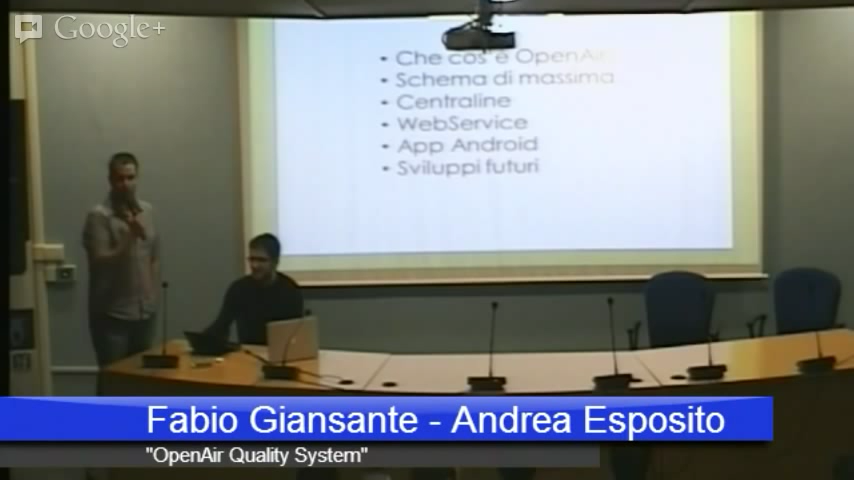 Google+
• Che cos'è OpenAir
• Schema di massima
• Centraline
• WebService
• App Android
• Sviluppi futuri
Fabio Giansante - Andrea Esposito
"OpenAir Quality System"